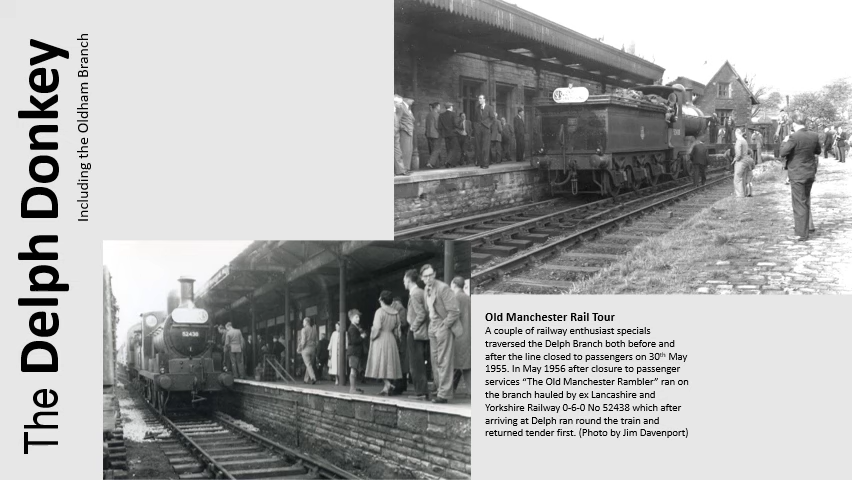 The Delph Donkey
Including the Oldham Branch
52438
Old Manchester Rail Tour
A couple of railway enthusiast specials
traversed the Delph Branch both before and
after the line closed to passengers on 30th May
1955. In May 1956 after closure to passenger
services “The Old Manchester Rambler” ran on
the branch hauled by ex Lancashire and
Yorkshire Railway 0-6-0 No 52438 which after
arriving at Delph ran round the train and
returned tender first. (Photo by Jim Davenport)